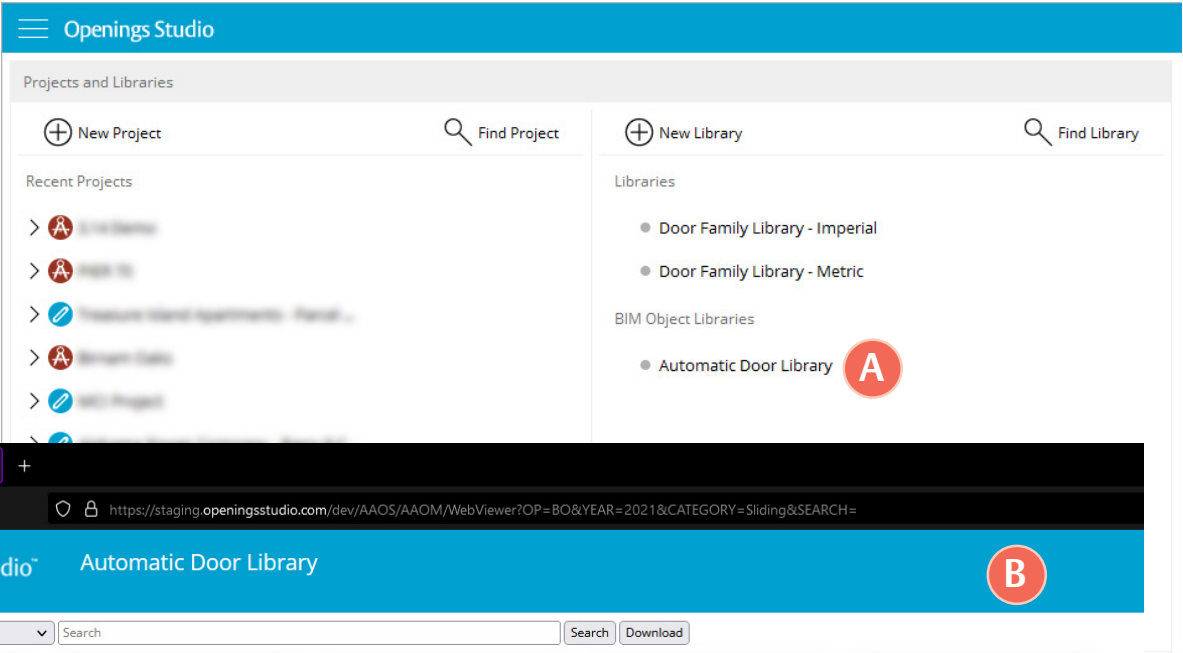 Openings Studio
Projects and Libraries
New Project
Find Project
New Library
Find Library
Recent Projects
Libraries
Door Family Library - Imperial
Door Family Library - Metric
BIM Object Libraries
Automatic Door Library
A
+
https://staging.openingsstudio.com/dev/AAOS/AAOM/WebViewer?OP=BO&YEAR=2021&CATEGORY=Sliding&SEARCH=
dio™ Automatic Door Library
B
Search
Search
Download